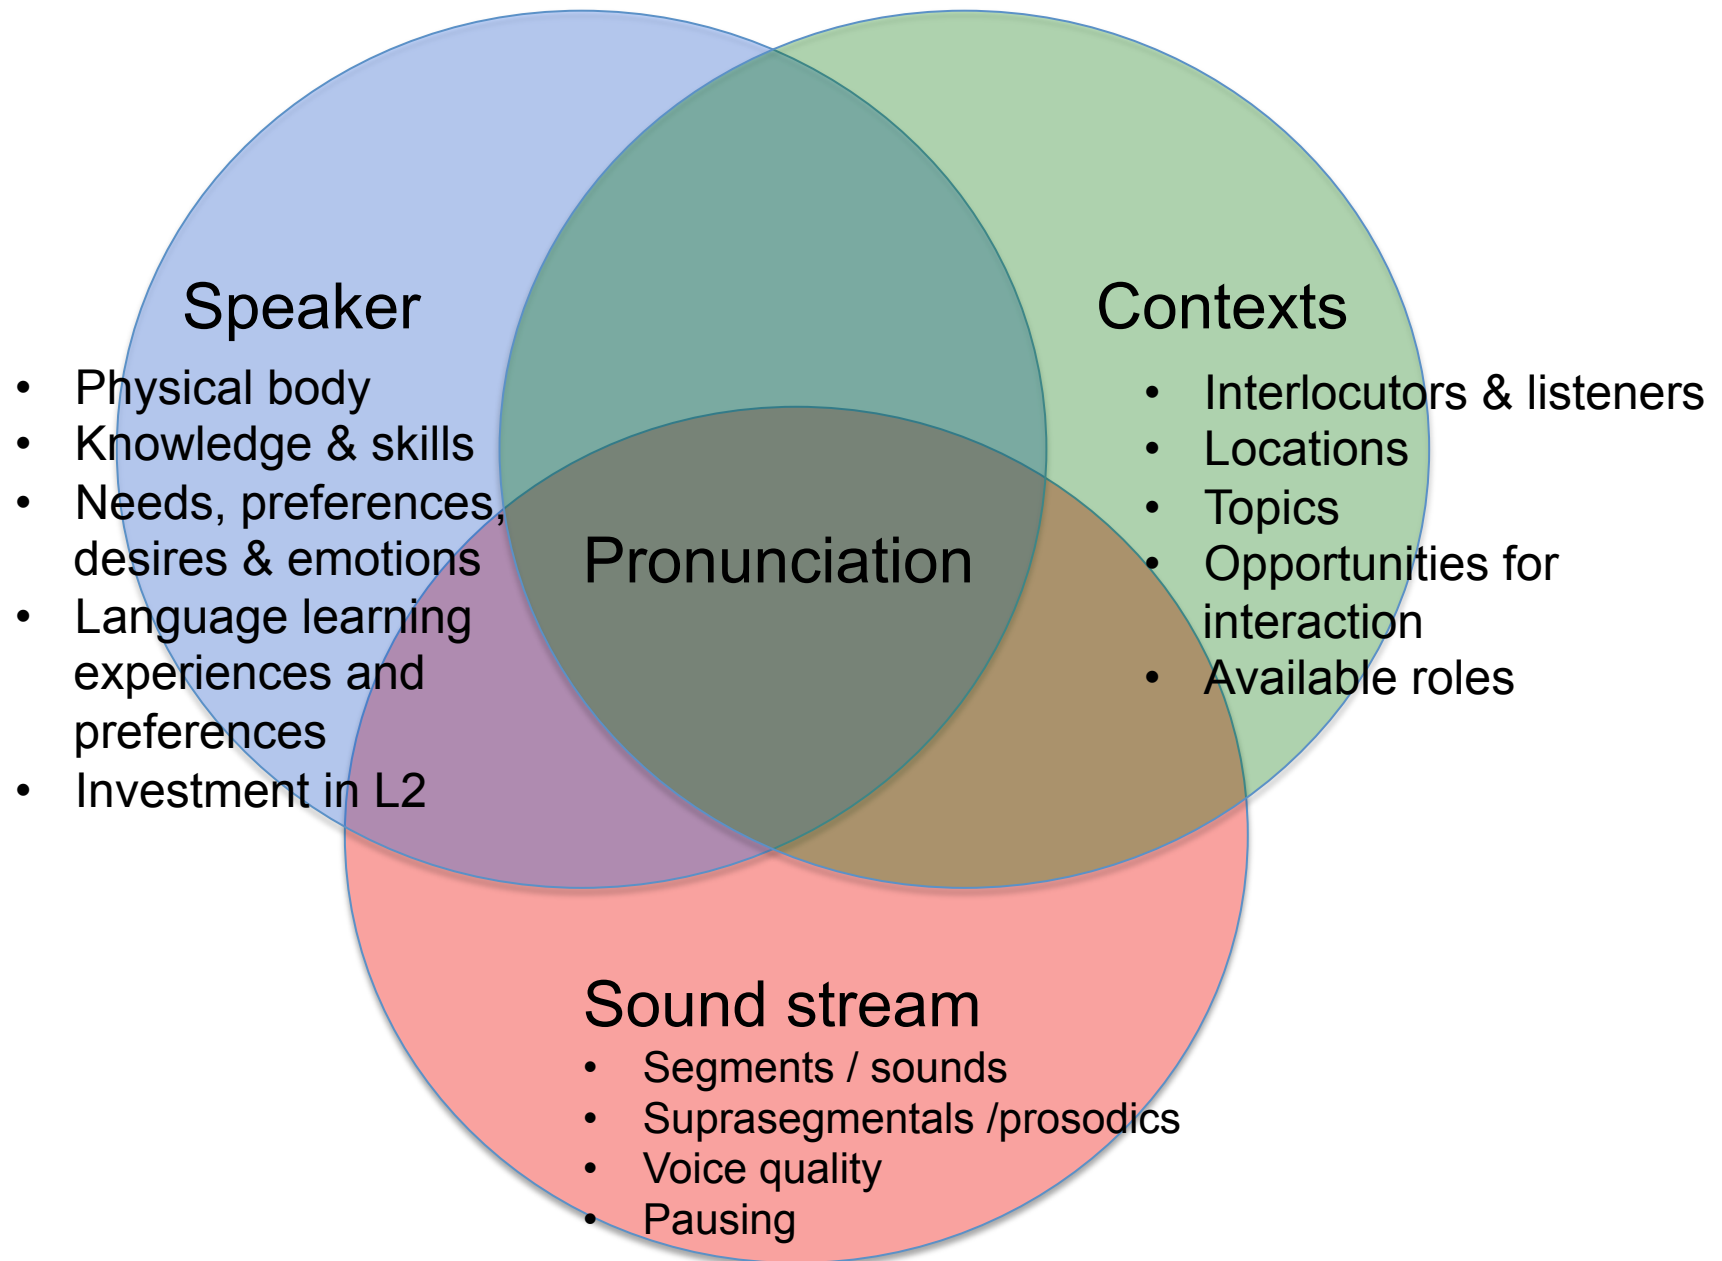 Speaker
• Physical body
• Knowledge & skills
• Needs, preferences,
desires & emotions
• Language learning
experiences and
preferences
• Investment in L2
Contexts
• Interlocutors & listeners
• Locations
• Topics
• Opportunities for
interaction
• Available roles
Pronunciation
Sound stream
• Segments / sounds
• Suprasegmentals /prosodics
• Voice quality
• Pausing